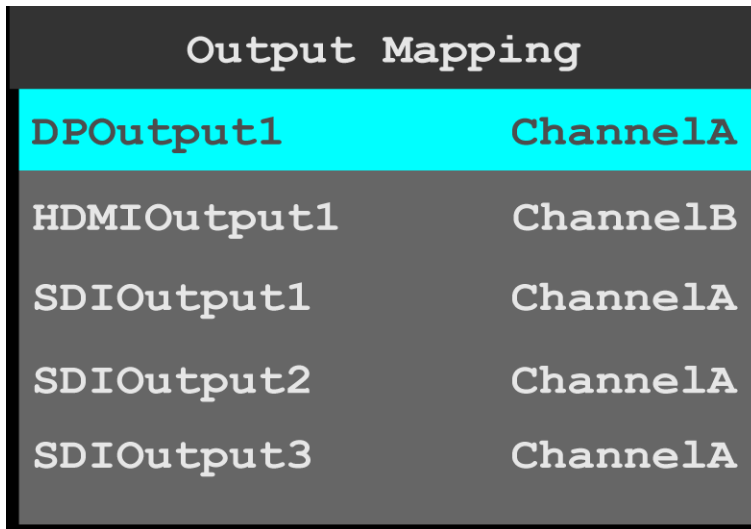 Output Mapping
DPOutput1 ChannelA
HDMIOutput1 ChannelB
SDIOutput1 ChannelA
SDIOutput2 ChannelA
SDIOutput3 ChannelA